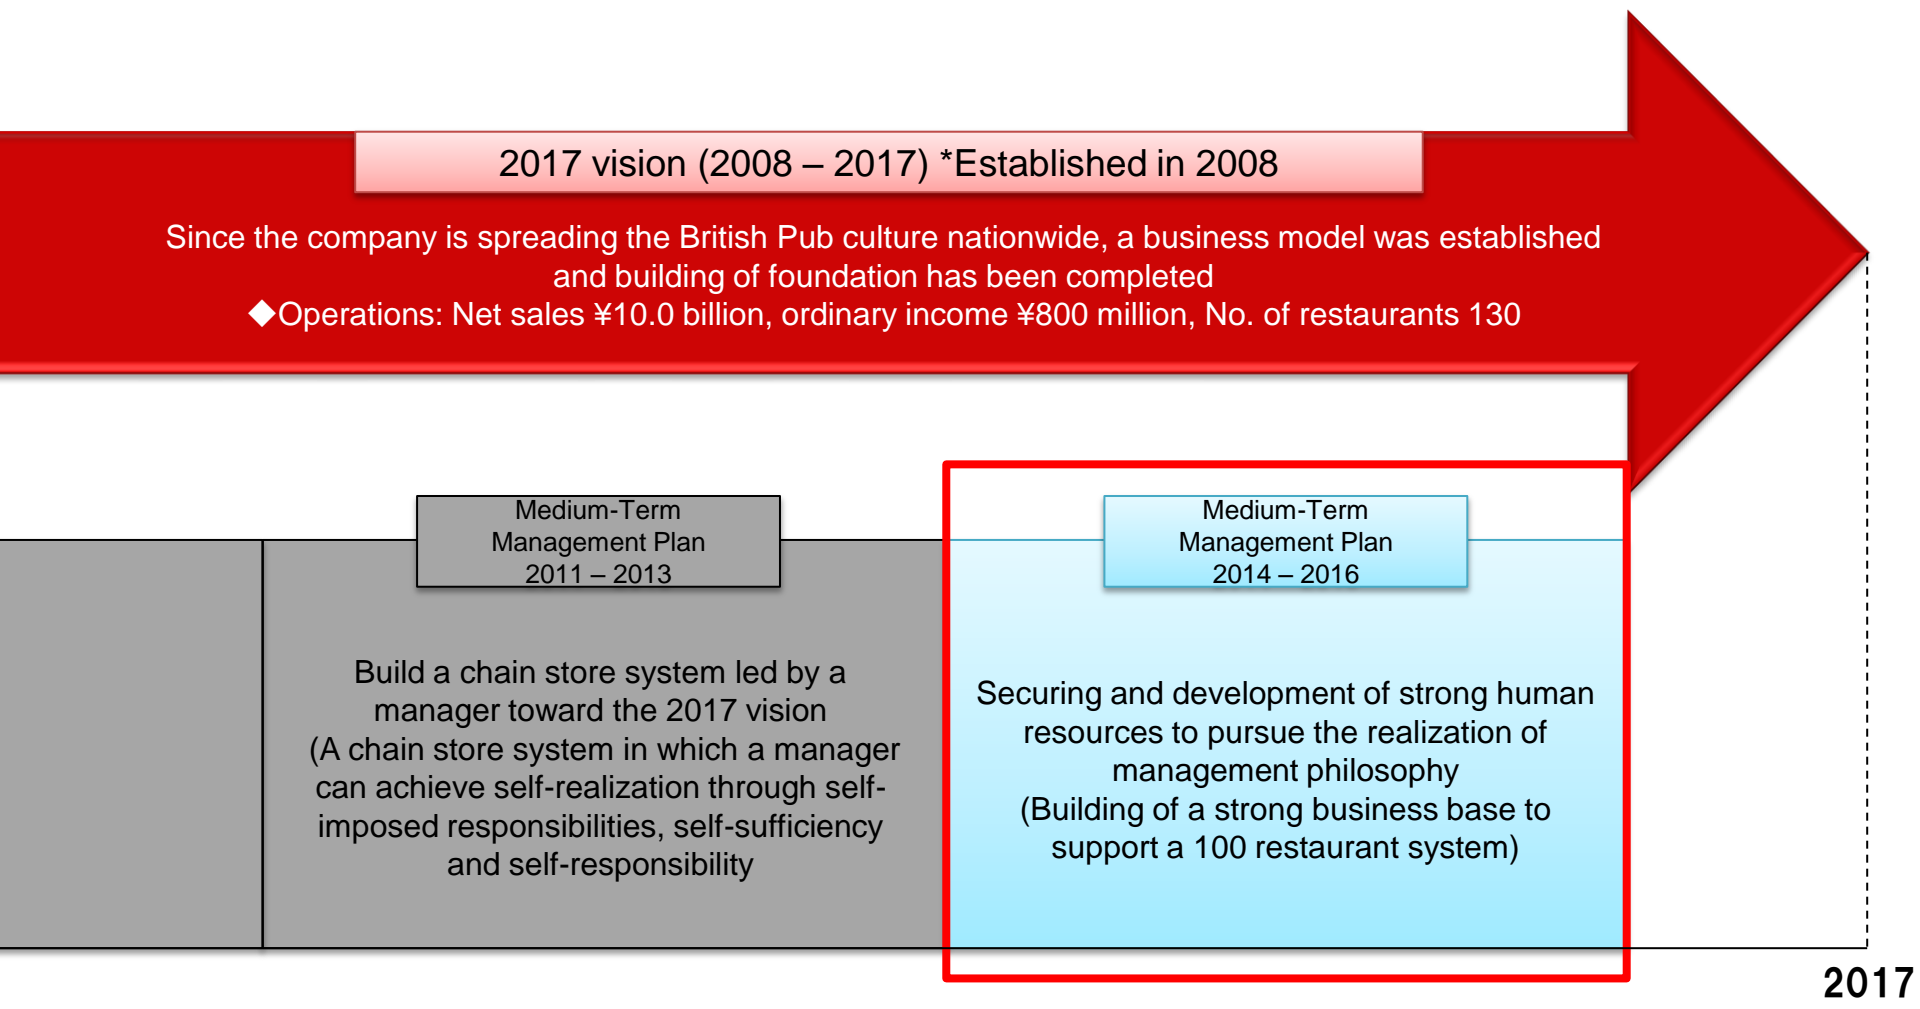 2017 vision (2008 – 2017) *Established in 2008
Since the company is spreading the British Pub culture nationwide, a business model was established
and building of foundation has been completed
◆Operations: Net sales ¥10.0 billion, ordinary income ¥800 million, No. of restaurants 130
Medium-Term
Management Plan
2011 – 2013
Build a chain store system led by a
manager toward the 2017 vision
(A chain store system in which a manager
can achieve self-realization through self-
imposed responsibilities, self-sufficiency
and self-responsibility
Medium-Term
Management Plan
2014 – 2016
Securing and development of strong human
resources to pursue the realization of
management philosophy
(Building of a strong business base to
support a 100 restaurant system)
2017